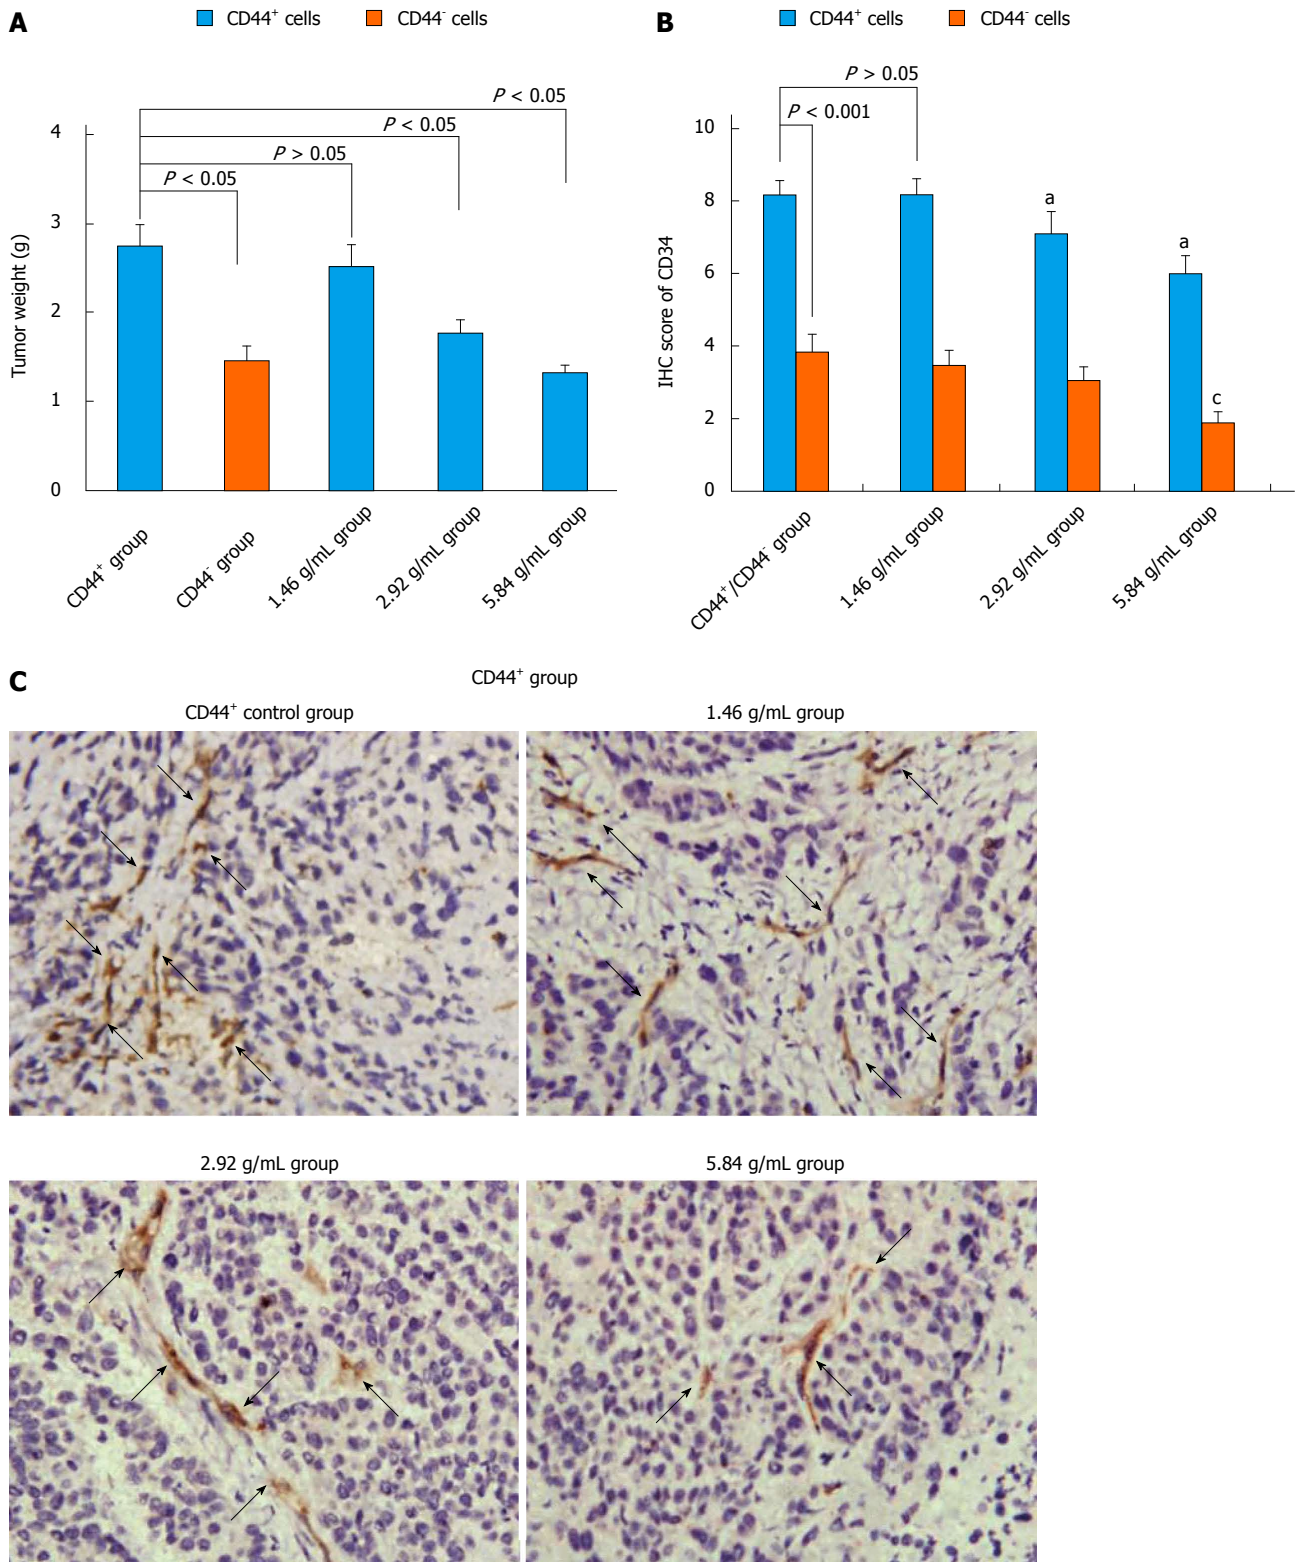 A
CD44⁺ cells
CD44⁻ cells
P < 0.05
P < 0.05
P > 0.05
P < 0.05
4
3
2
1
0
Tumor weight (g)
CD44⁺ group
CD44⁻ group
1.46 g/mL group
2.92 g/mL group
5.84 g/mL group
B
CD44⁺ cells
CD44⁻ cells
P > 0.05
P < 0.001
10
8
6
4
2
0
IHC score of CD34
a
a
c
CD44⁺/CD44⁻ group
1.46 g/mL group
2.92 g/mL group
5.84 g/mL group
C
CD44⁺ group
CD44⁺ control group
1.46 g/mL group
2.92 g/mL group
5.84 g/mL group